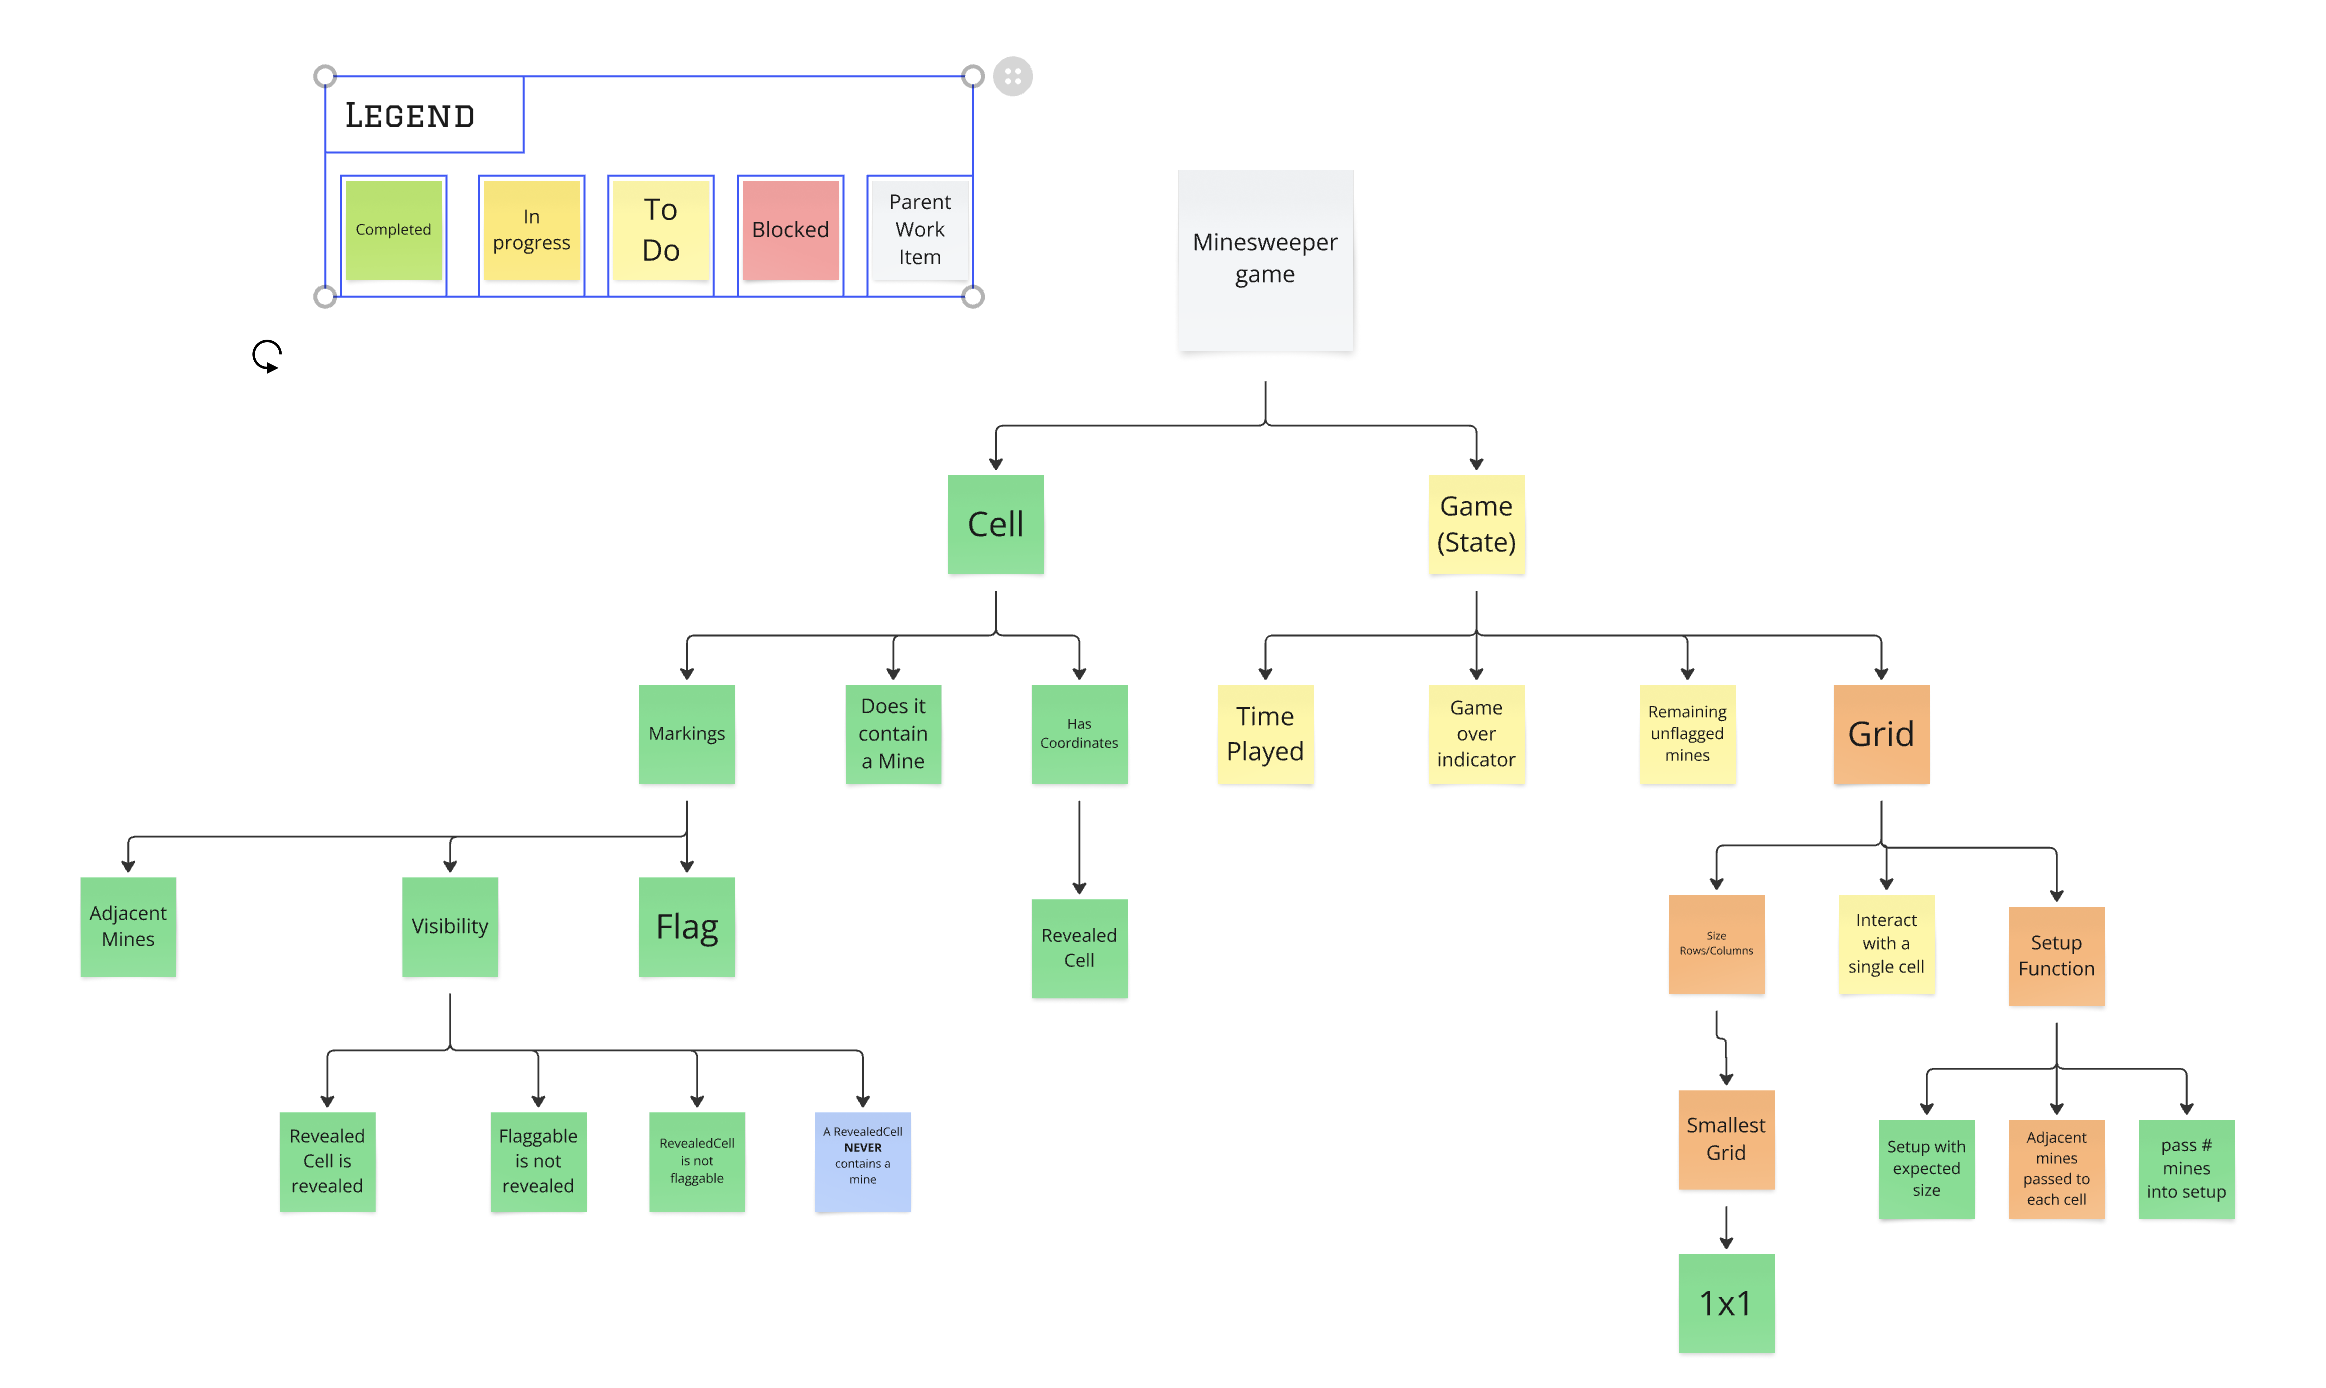 Legend
Completed
In
progress
To
Do
Blocked
Parent
Work
Item
Minesweeper
game
Cell
Game
(State)
Markings
Does it
contain
a Mine
Has
Coordinates
Time
Played
Game
over
indicator
Remaining
unflagged
mines
Grid
Adjacent
Mines
Visibility
Flag
Revealed
Cell
Size
Rows/Columns
Interact
with a
single cell
Setup
Function
Revealed
Cell is
revealed
Flaggable
is not
revealed
RevealedCell
is not
flaggable
A RevealedCell
NEVER
contains a
mine
Smallest
Grid
Setup with
expected
size
Adjacent
mines
passed to
each cell
pass #
mines
into setup
1x1